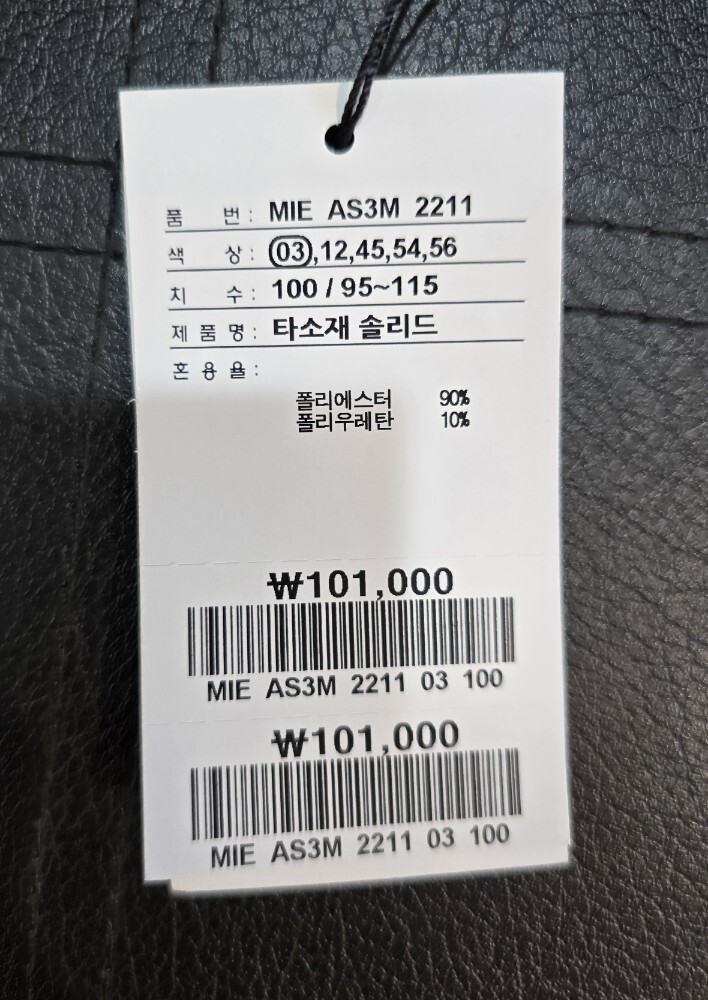 품 번 : MIE AS3M 2211
색 상 : 03,12,45,54,56
치 수 : 100 / 95~115
제 품 명 : 타소재 솔리드
혼 용 율 :
폴리에스터 90%
폴리우레탄 10%
₩101,000
MIE AS3M 2211 03 100
₩101,000
MIE AS3M 2211 03 100